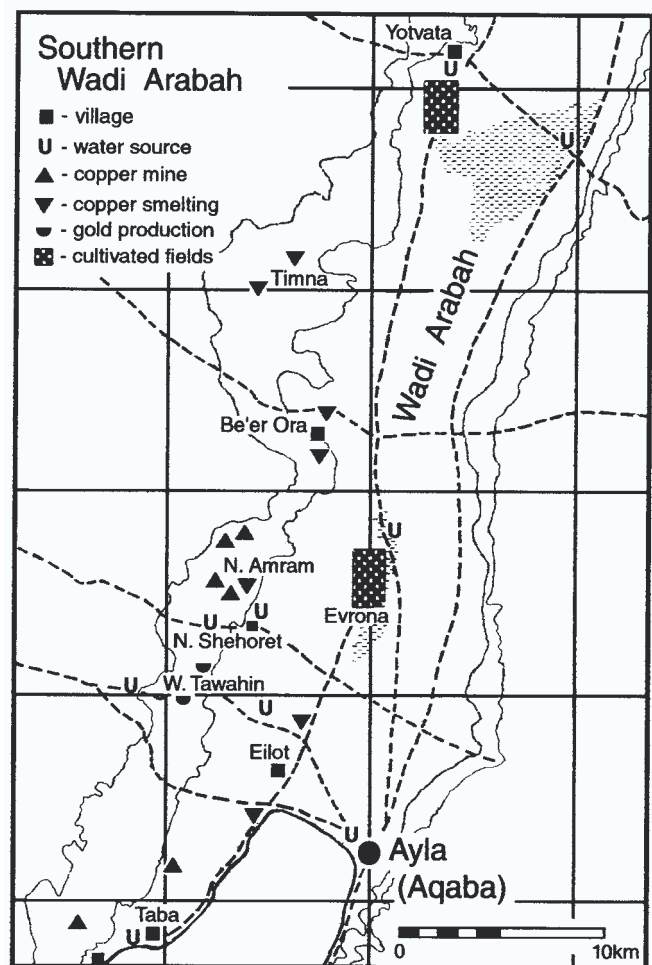 Southern
Wadi Arabah
- village
U - water source
- copper mine
- copper smelting
- gold production
- cultivated fields
Yotvata
U
U
Timna
Wadi Arabah
Be'er Ora
U
N. Amram
Evrona
U
U
N. Shehoret
U
W. Tawahin
U
Eilot
U
Ayla
(Aqaba)
Taba
U
0
10km